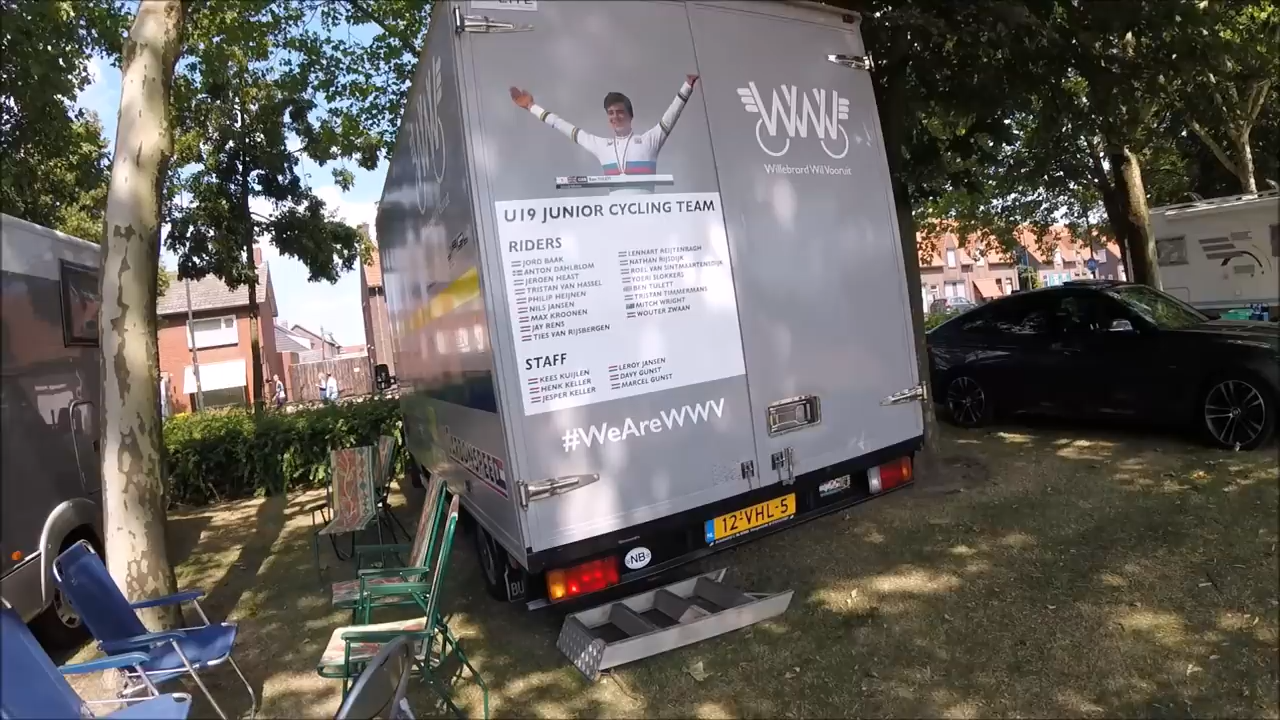 WWV
Willebrord Wil Vooruit
U19 JUNIOR CYCLING TEAM
RIDERS
JORD BAAK
ANTON DAHLBLOM
JEROEN HEAST
TRISTAN VAN HASSEL
PHILIP HEIJNEN
NILS JANSEN
MAX KROONEN
JAY RENS
TIES VAN RIJSBERGEN
LENNART REIJTENBAGH
NATHAN RIJSDIJK
ROEL VAN SINTMAARTENSDIJK
YOERI SLOKKERS
BEN TULETT
TRISTAN TIMMERMANS
MITCH WRIGHT
WOUTER ZWAAN
STAFF
KEES KUIJLEN
HENK KELLER
JESPER KELLER
LEROY JANSEN
DAVY GUNST
MARCEL GUNST
#WeAreWWV
NL 12-VHL-5
NB
BU